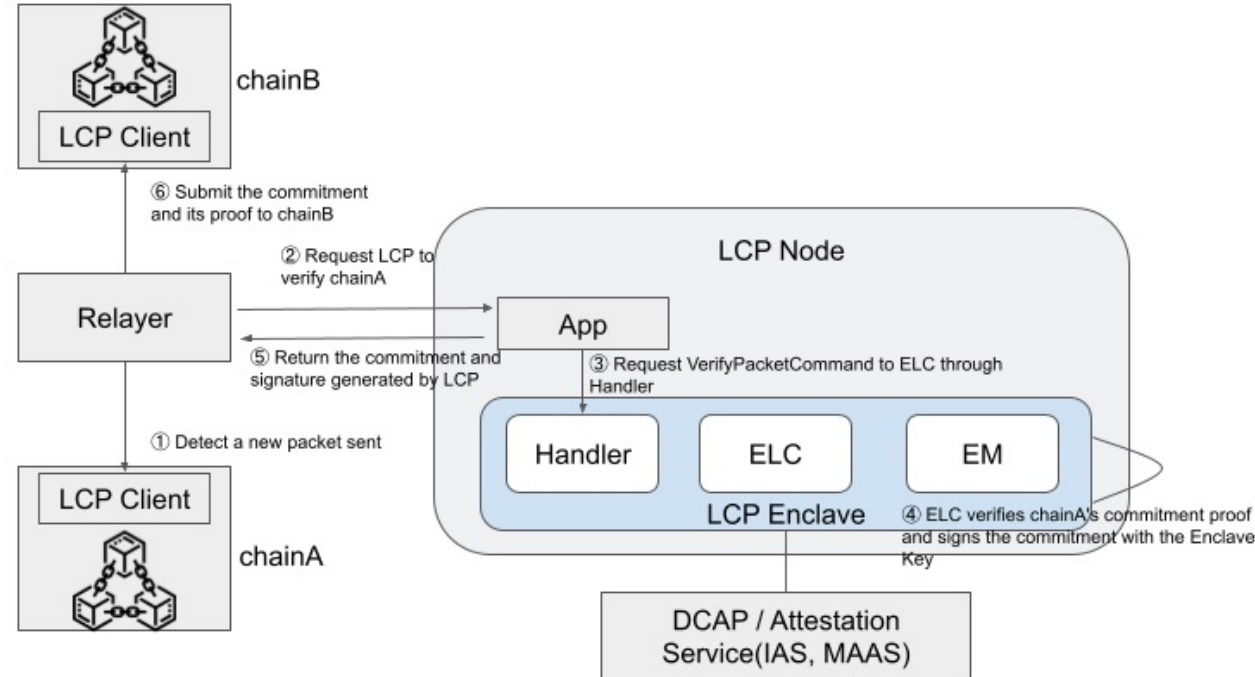 chainB
LCP Client
⑥ Submit the commitment
and its proof to chainB
② Request LCP to
verify chainA
LCP Node
Relayer
App
⑤ Return the commitment and
signature generated by LCP
③ Request VerifyPacketCommand to ELC through
Handler
① Detect a new packet sent
Handler
ELC
EM
LCP Client
LCP Enclave
④ ELC verifies chainA's commitment proof
and signs the commitment with the Enclave
Key
chainA
DCAP / Attestation
Service(IAS, MAAS)